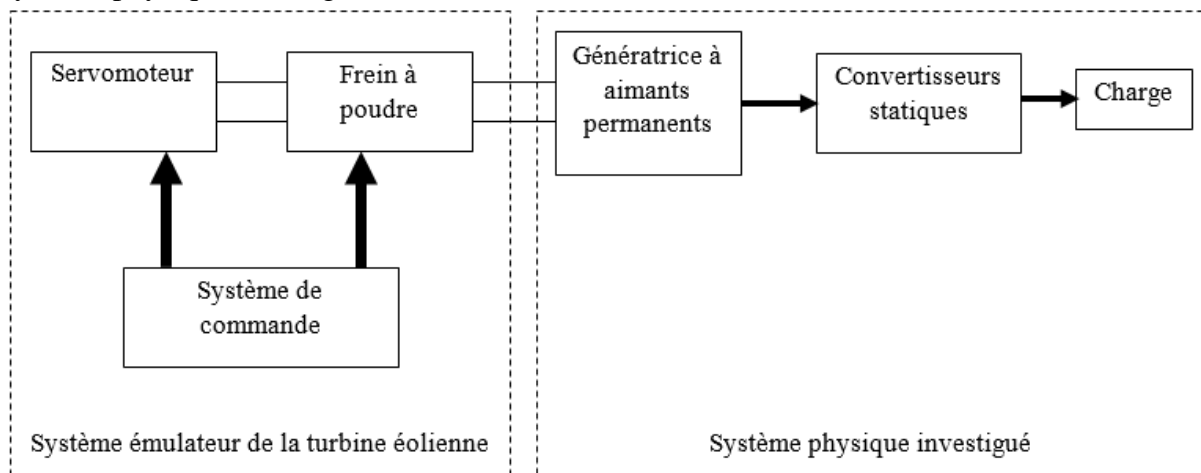 Servomoteur
Frein à
poudre
Génératrice à
aimants
permanents
Convertisseurs
statiques
Charge
Système de
commande
Système émulateur de la turbine éolienne
Système physique investigué